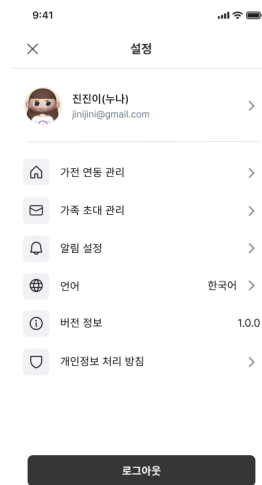 9:41
설정
진진이(누나)
jinijini@gmail.com
가전 연동 관리
가족 초대 관리
알림 설정
언어 한국어
버전 정보 1.0.0
개인정보 처리 방침
로그아웃